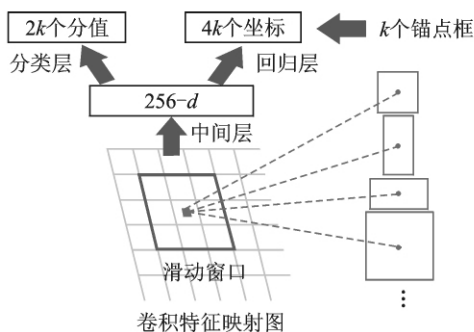 2k个分值
4k个坐标
k个锚点框
分类层
回归层
256-d
中间层
滑动窗口
卷积特征映射图